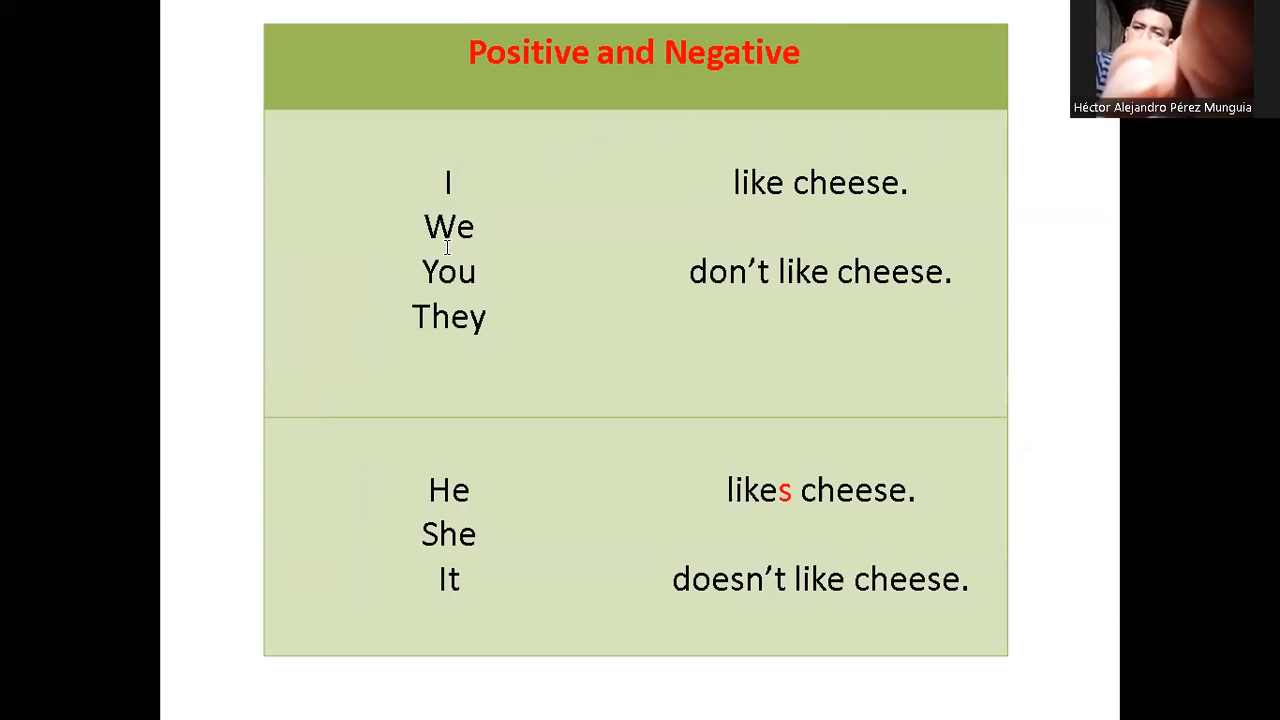 Positive and Negative
Héctor Alejandro Pérez Munguia
I
like cheese.
We
You
don't like cheese.
They
He
likes cheese.
She
It
doesn't like cheese.